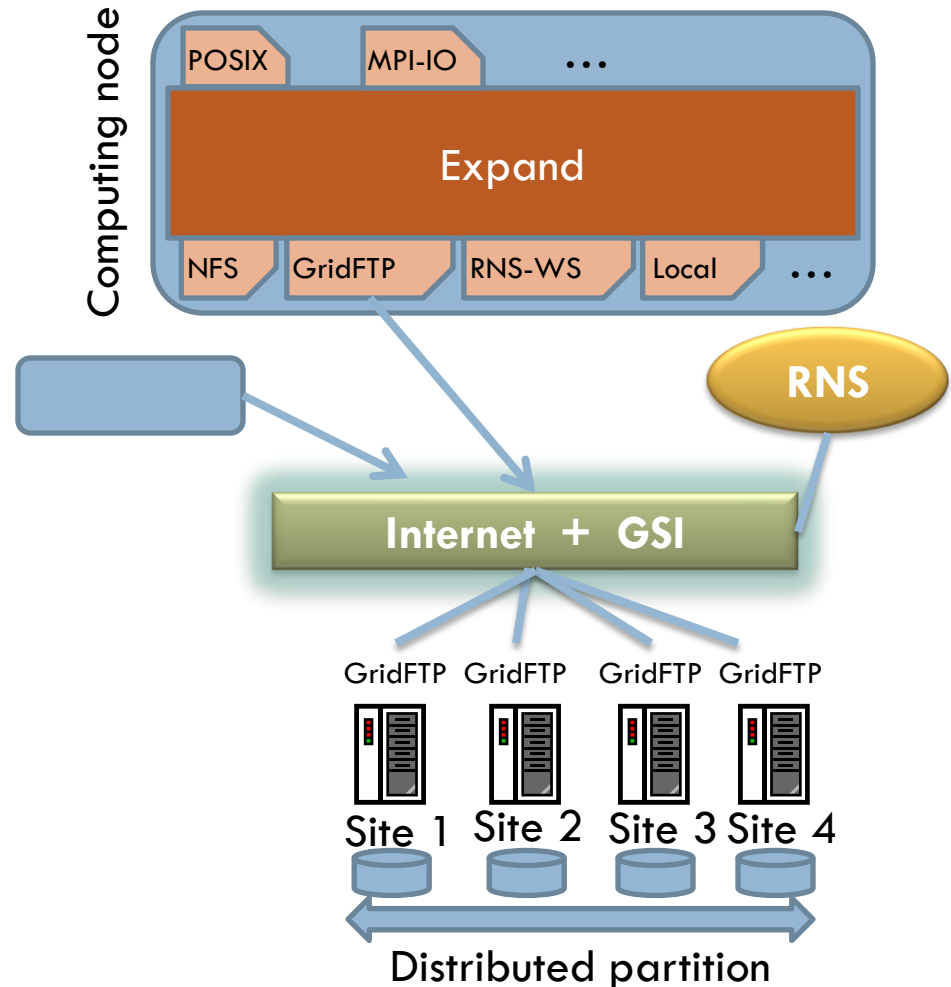 Computing node
POSIX MPI-IO ...
Expand
NFS GridFTP RNS-WS Local ...
RNS
Internet + GSI
GridFTP GridFTP GridFTP GridFTP
Site 1 Site 2 Site 3 Site 4
Distributed partition